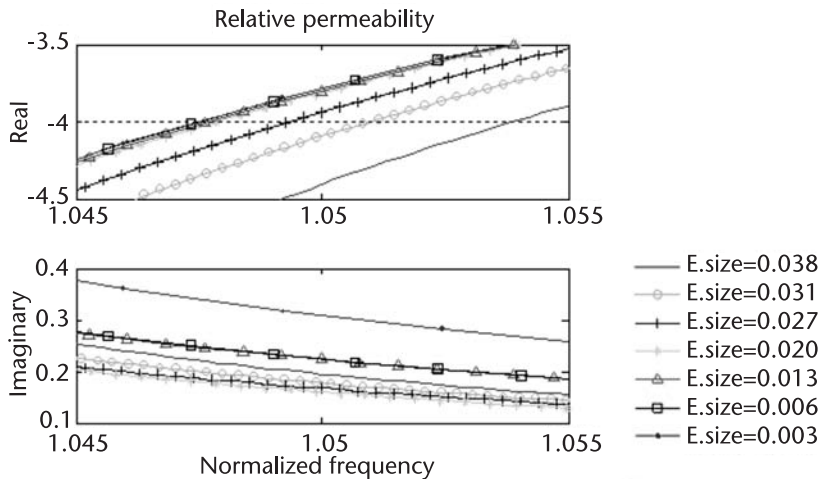 Relative permeability
-3.5
-4
-4.5
Real
1.045
1.05
1.055
0.4
0.3
0.2
0.1
Imaginary
1.045
1.05
1.055
Normalized frequency
E.size=0.038
E.size=0.031
E.size=0.027
E.size=0.020
E.size=0.013
E.size=0.006
E.size=0.003